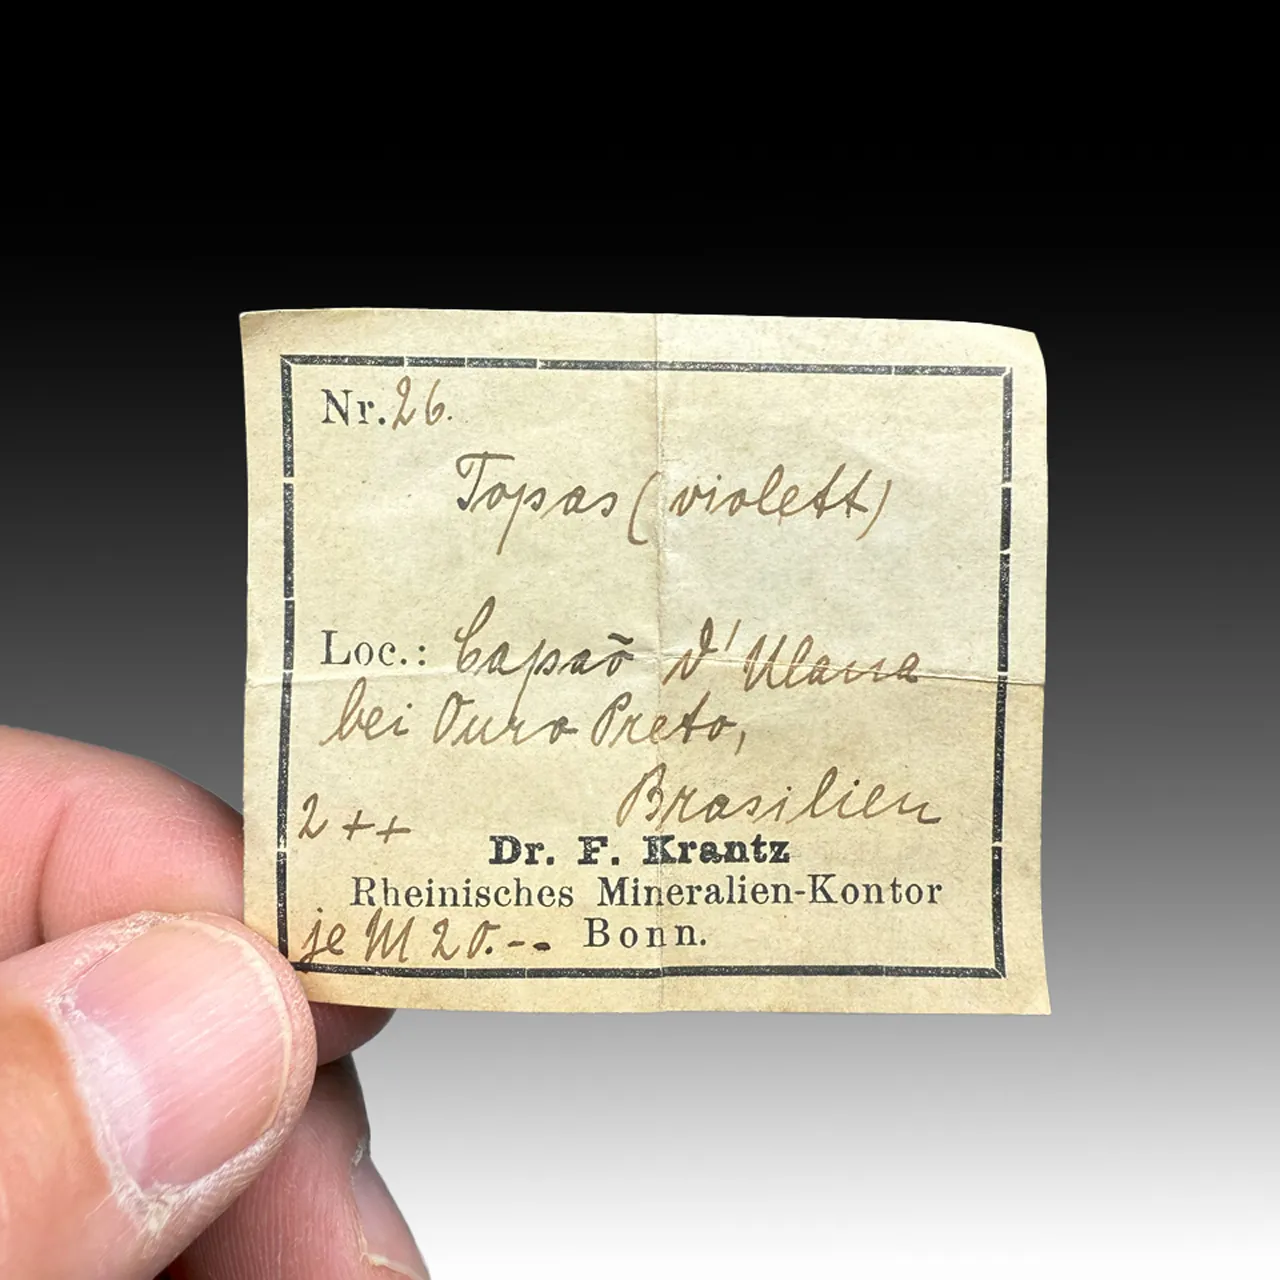 Nr. 26.
Topas (violett)
Loc.: Capaõ d'Ulana
bei Ouro Preto,
Brasilien
2 ++
Dr. F. Krantz
Rheinisches Mineralien-Kontor
je M 20.-- Bonn.